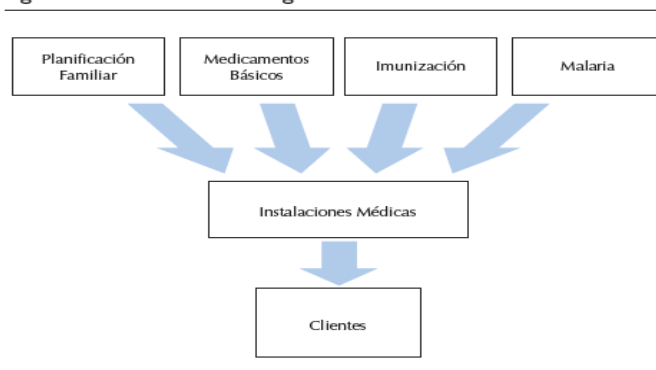 Planificación
Familiar
Medicamentos
Básicos
Imunización
Malaria
Instalaciones Médicas
Clientes